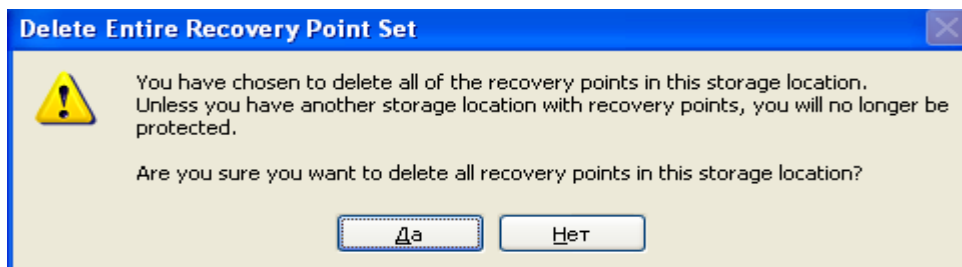 Delete Entire Recovery Point Set
You have chosen to delete all of the recovery points in this storage location.
Unless you have another storage location with recovery points, you will no longer be
protected.
Are you sure you want to delete all recovery points in this storage location?
Да
Нет